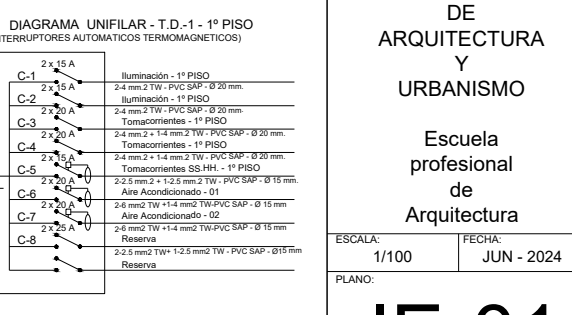 DIAGRAMA UNIFILAR - T.D.-1 - 1º PISO
TERRUPTORES AUTOMATICOS TERMOMAGNETICOS)
2 x 15 A
C-1 Iluminación - 1º PISO
2 x 15 A 2-4 mm.2 TW - PVC SAP - Ø 20 mm.
C-2 Iluminación - 1º PISO
2 x 20 A 2-4 mm.2 TW - PVC SAP - Ø 20 mm.
C-3 Tomacorrientes - 1º PISO
2 x 20 A 2-4 mm.2 + 1-4 mm.2 TW - PVC SAP - Ø 20 mm.
C-4 Tomacorrientes - 1º PISO
2 x 15 A 2-4 mm.2 + 1-4 mm.2 TW - PVC SAP - Ø 20 mm.
C-5 Tomacorrientes SS.HH. - 1º PISO
2 x 20 A 2-2.5 mm.2 + 1-2.5 mm.2 TW - PVC SAP - Ø 15 mm.
C-6 Aire Acondicionado - 01
2 x 20 A 2-6 mm2 TW +1-4 mm2 TW-PVC SAP - Ø 15 mm
C-7 Aire Acondicionado - 02
2 x 25 A 2-6 mm2 TW +1-4 mm2 TW-PVC SAP - Ø 15 mm
C-8 Reserva
2-2.5 mm2 TW+ 1-2.5 mm2 TW - PVC SAP - Ø15 mm
Reserva
DE
ARQUITECTURA
Y
URBANISMO
Escuela
profesional
de
Arquitectura
ESCALA: FECHA:
1/100 JUN - 2024
PLANO: